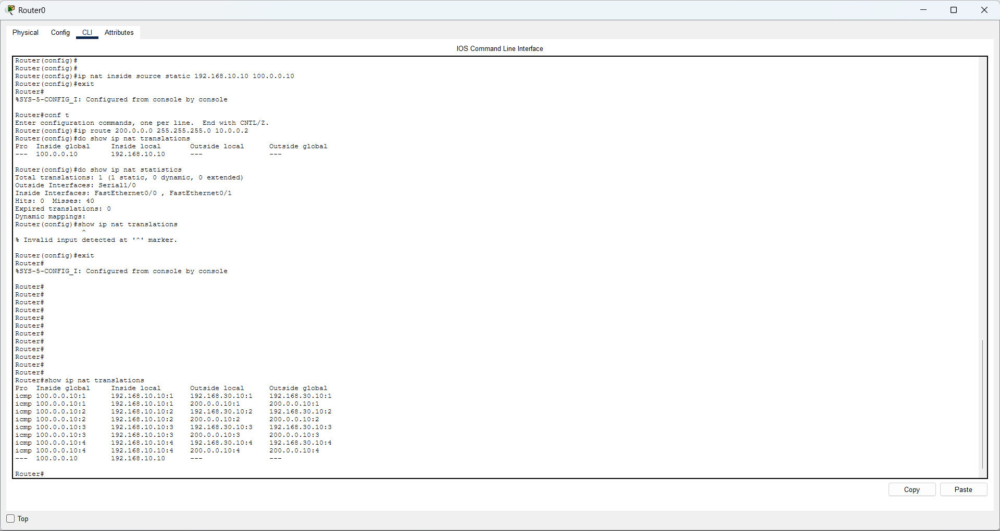 Router0
Physical Config CLI Attributes
IOS Command Line Interface
Router(config)#
Router(config)#
Router(config)#ip nat inside source static 192.168.10.10 100.0.0.10
Router(config)#exit
Router#
%SYS-5-CONFIG_I: Configured from console by console
Router#conf t
Enter configuration commands, one per line.  End with CNTL/Z.
Router(config)#ip route 200.0.0.0 255.255.255.0 10.0.0.2
Router(config)#do show ip nat translations
Pro  Inside global     Inside local       Outside local      Outside global
---  100.0.0.10        192.168.10.10      ---                ---
Router(config)#do show ip nat statistics
Total translations: 1 (1 static, 0 dynamic, 0 extended)
Outside Interfaces: Serial1/0
Inside Interfaces: FastEthernet0/0 , FastEthernet0/1
Hits: 0  Misses: 40
Expired translations: 0
Dynamic mappings:
Router(config)#show ip nat translations
^
% Invalid input detected at '^' marker.
Router(config)#exit
Router#
%SYS-5-CONFIG_I: Configured from console by console
Router#
Router#
Router#
Router#
Router#
Router#
Router#
Router#
Router#
Router#
Router#
Router#
Router#show ip nat translations
Pro  Inside global     Inside local       Outside local      Outside global
icmp 100.0.0.10:1      192.168.10.10:1    192.168.30.10:1    192.168.30.10:1
icmp 100.0.0.10:1      192.168.10.10:1    200.0.0.10:1       200.0.0.10:1
icmp 100.0.0.10:2      192.168.10.10:2    192.168.30.10:2    192.168.30.10:2
icmp 100.0.0.10:2      192.168.10.10:2    200.0.0.10:2       200.0.0.10:2
icmp 100.0.0.10:3      192.168.10.10:3    192.168.30.10:3    192.168.30.10:3
icmp 100.0.0.10:3      192.168.10.10:3    200.0.0.10:3       200.0.0.10:3
icmp 100.0.0.10:4      192.168.10.10:4    192.168.30.10:4    192.168.30.10:4
icmp 100.0.0.10:4      192.168.10.10:4    200.0.0.10:4       200.0.0.10:4
---  100.0.0.10        192.168.10.10      ---                ---
Router#
Copy Paste
Top